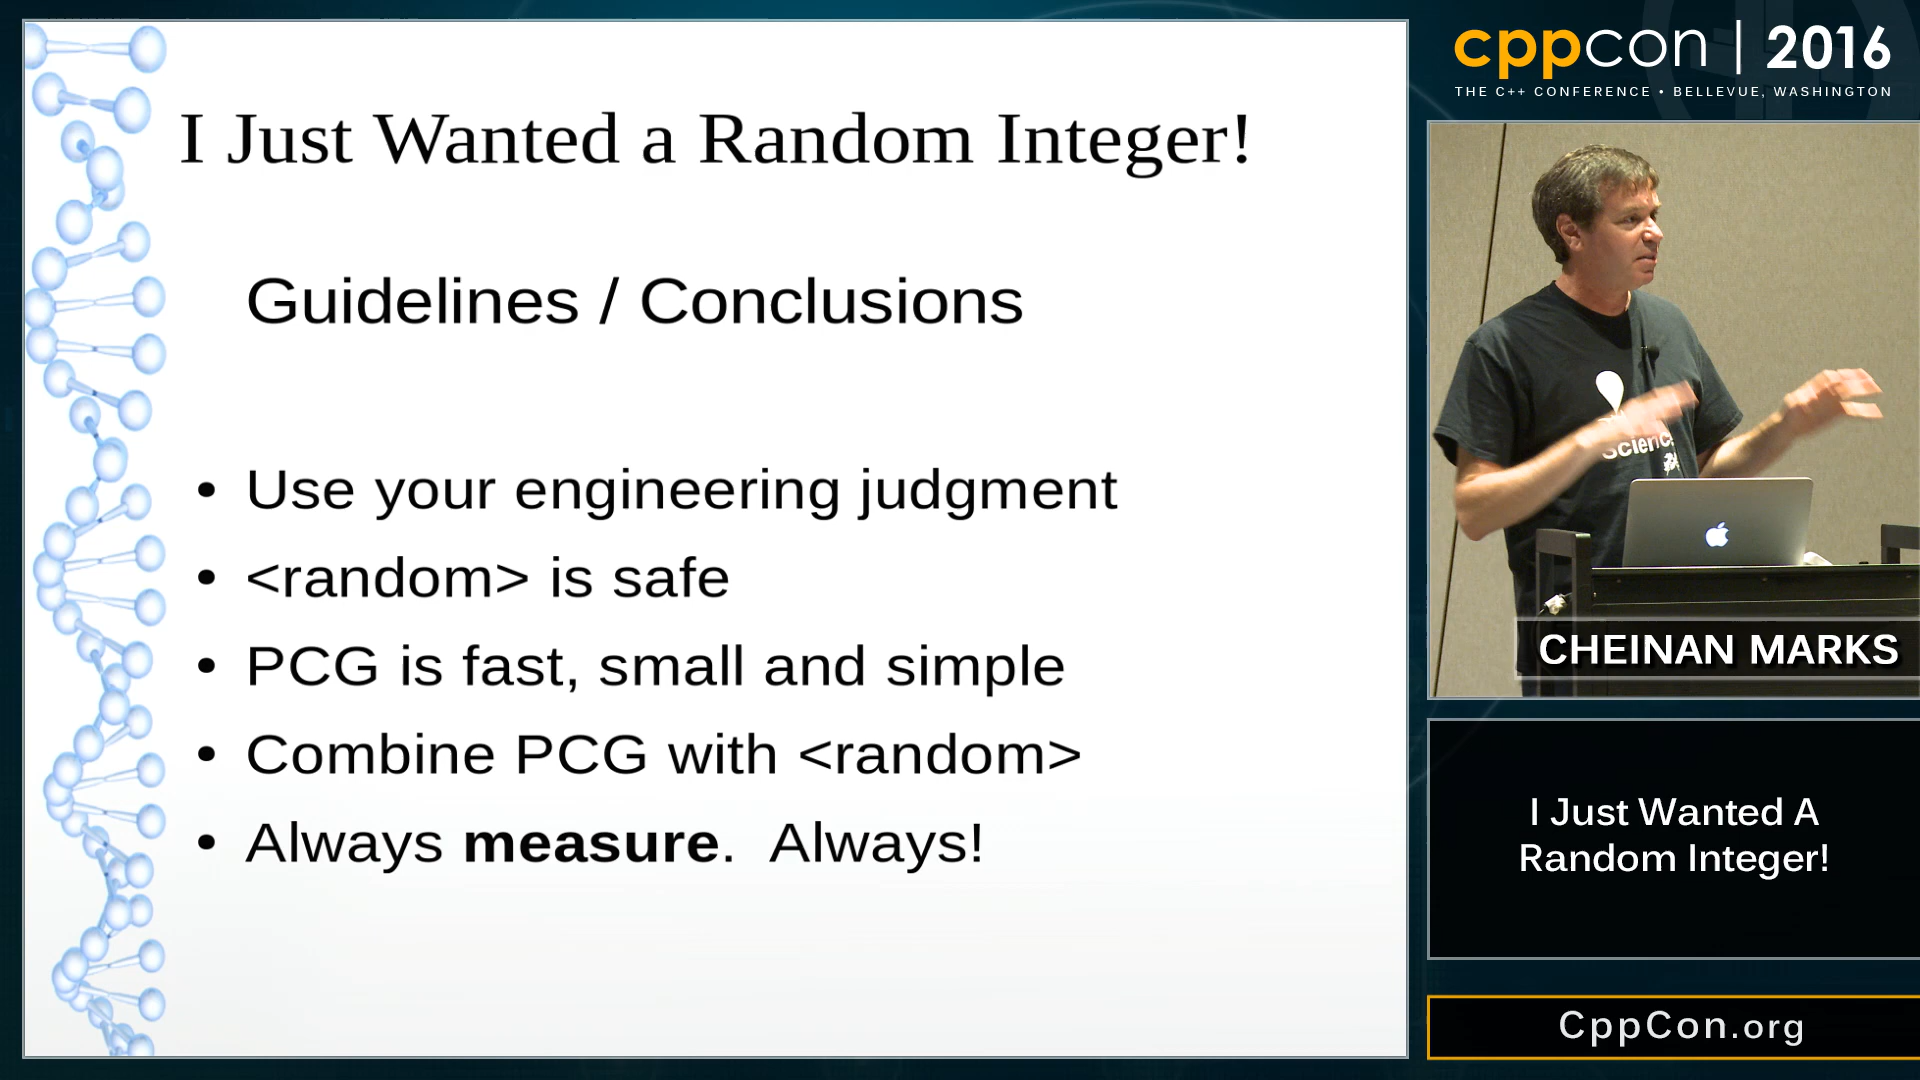 I Just Wanted a Random Integer!
Guidelines / Conclusions
• Use your engineering judgment
• <random> is safe
• PCG is fast, small and simple
• Combine PCG with <random>
• Always measure.  Always!
cppcon | 2016
THE C++ CONFERENCE • BELLEVUE, WASHINGTON
CHEINAN MARKS
I Just Wanted A
Random Integer!
CppCon.org